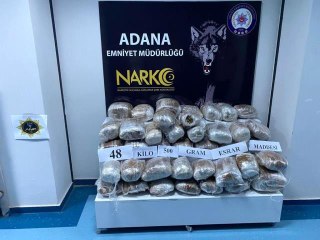 ADANA
EMNİYET MÜDÜRLÜĞÜ
NARKO
48 KİLO 500 GRAM ESRAR MADDESİ